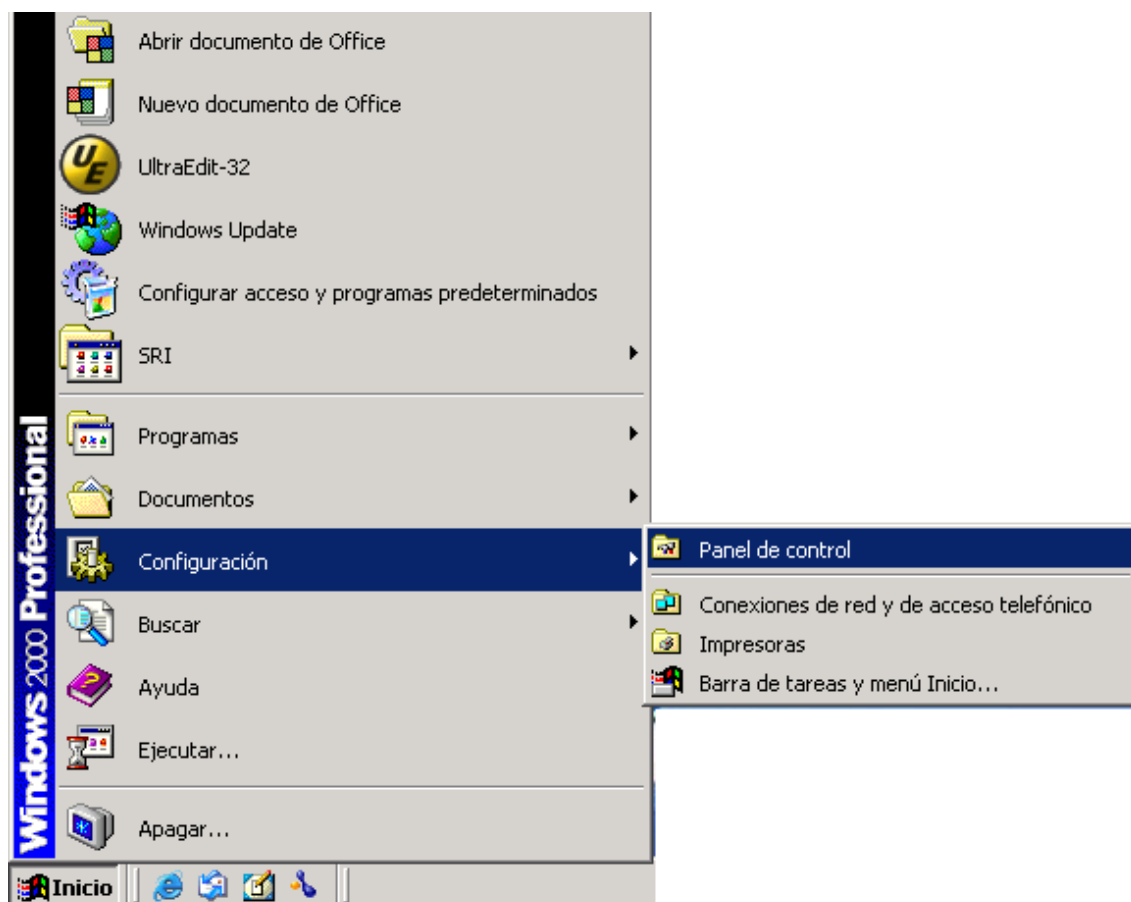 Abrir documento de Office
Nuevo documento de Office
UE
UltraEdit-32
Windows Update
Configurar acceso y programas predeterminados
SRI
Programas
Documentos
Configuración
Buscar
Ayuda
Ejecutar...
Apagar...
Windows 2000 Professional
Panel de control
Conexiones de red y de acceso telefónico
Impresoras
Barra de tareas y menú Inicio...
Inicio